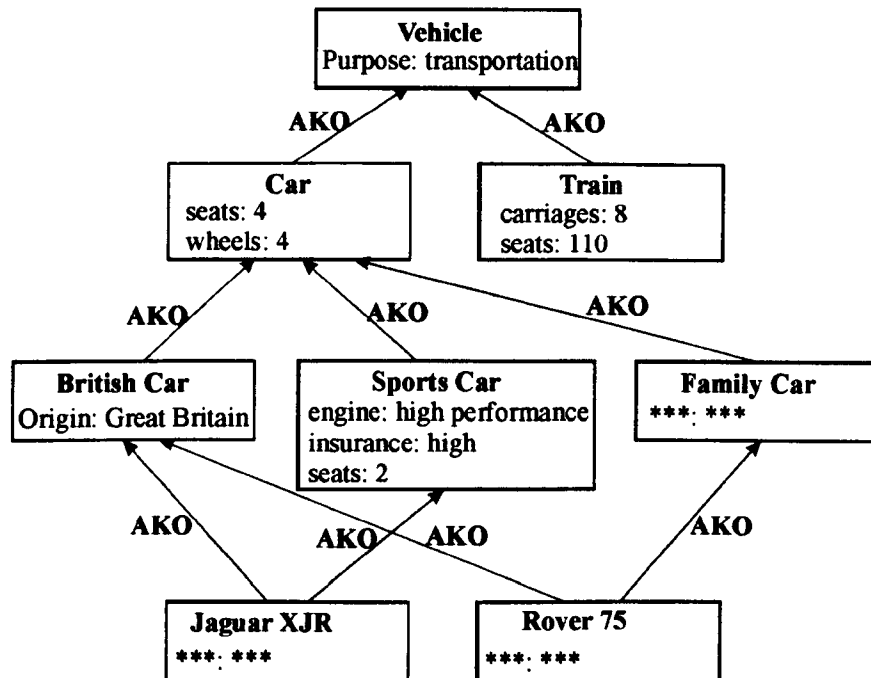 Vehicle
Purpose: transportation
AKO
AKO
Car
seats: 4
wheels: 4
Train
carriages: 8
seats: 110
AKO
AKO
AKO
British Car
Origin: Great Britain
Sports Car
engine: high performance
insurance: high
seats: 2
Family Car
***: ***
AKO
AKO
AKO
AKO
Jaguar XJR
***: ***
Rover 75
***: ***